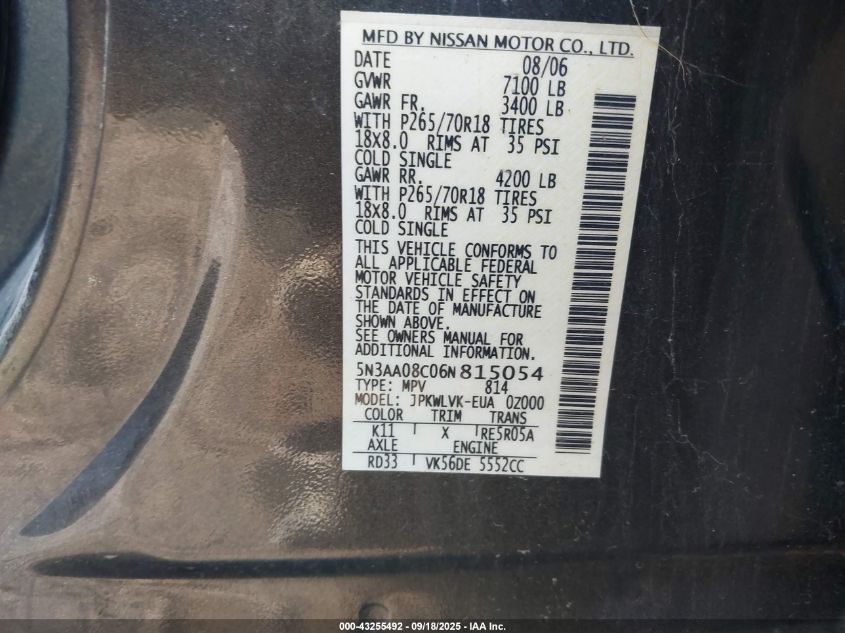 MFD BY NISSAN MOTOR CO., LTD.
DATE 08/06
GVWR 7100 LB
GAWR FR. 3400 LB
WITH P265/70R18 TIRES
18X8.0 RIMS AT 35 PSI
COLD SINGLE
GAWR RR. 4200 LB
WITH P265/70R18 TIRES
18X8.0 RIMS AT 35 PSI
COLD SINGLE
THIS VEHICLE CONFORMS TO
ALL APPLICABLE FEDERAL
MOTOR VEHICLE SAFETY
STANDARDS IN EFFECT ON
THE DATE OF MANUFACTURE
SHOWN ABOVE.
SEE OWNERS MANUAL FOR
ADDITIONAL INFORMATION.
5N3AA08C06N815054
TYPE: MPV 814
MODEL: JPKWLVK-EUA 0Z000
COLOR TRIM TRANS
K11 X RE5R05A
AXLE ENGINE
RD33 VK56DE 5552CC
000-43255492 - 09/18/2025 - IAA Inc.